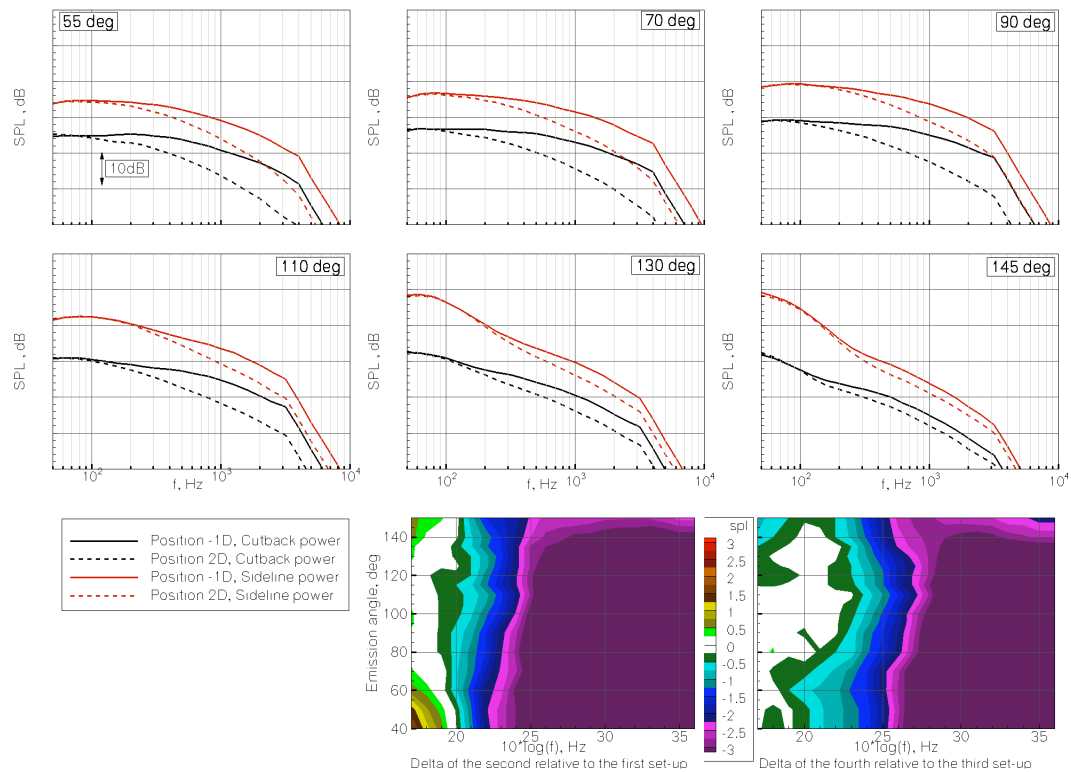 55 deg
70 deg
90 deg
SPL , dB
SPL , dB
SPL , dB
10dB
110 deg
130 deg
145 deg
SPL , dB
SPL , dB
SPL , dB
10² 10³ 10⁴
10² 10³ 10⁴
10² 10³ 10⁴
f, Hz
f, Hz
f, Hz
Position -1D, Cutback power
Position 2D, Cutback power
Position -1D, Sideline power
Position 2D, Sideline power
Emission angle, deg
140
120
100
80
60
40
20 25 30 35
10*log(f), Hz
Delta of the second relative to the first set-up
spl
3
3
2.5
2
1.5
1
0.5
0
-0.5
-1
-1.5
-2
-2.5
-3
20 25 30 35
10*log(f), Hz
Delta of the fourth relative to the third set-up